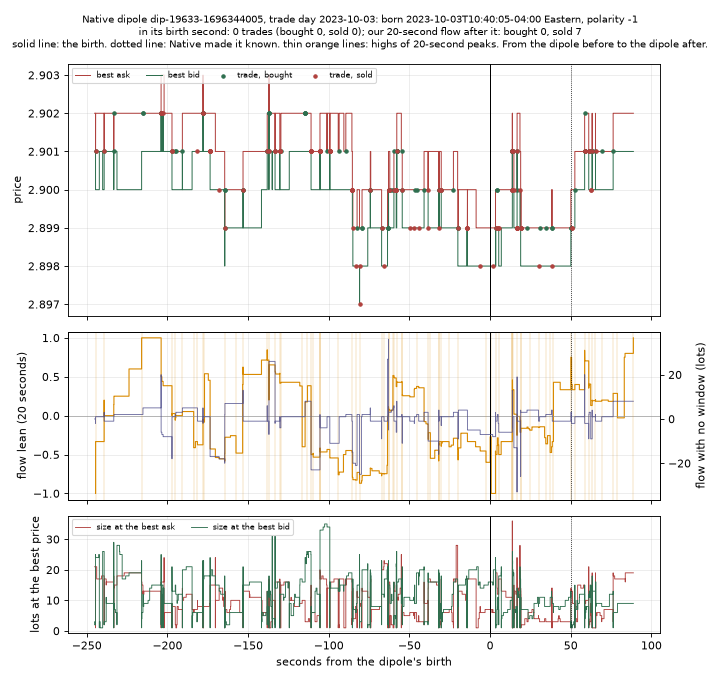 Native dipole dip-19633-1696344005, trade day 2023-10-03: born 2023-10-03T10:40:05-04:00 Eastern, polarity -1
in its birth second: 0 trades (bought 0, sold 0); our 20-second flow after it: bought 0, sold 7
solid line: the birth. dotted line: Native made it known. thin orange lines: highs of 20-second peaks. From the dipole before to the dipole after.
best ask best bid trade, bought trade, sold
2.903
2.902
2.901
2.900
2.899
2.898
2.897
price
1.0
0.5
0.0
−0.5
−1.0
flow lean (20 seconds)
20
0
−20
flow with no window (lots)
size at the best ask size at the best bid
30
20
10
0
lots at the best price
−250 −200 −150 −100 −50 0 50 100
seconds from the dipole's birth